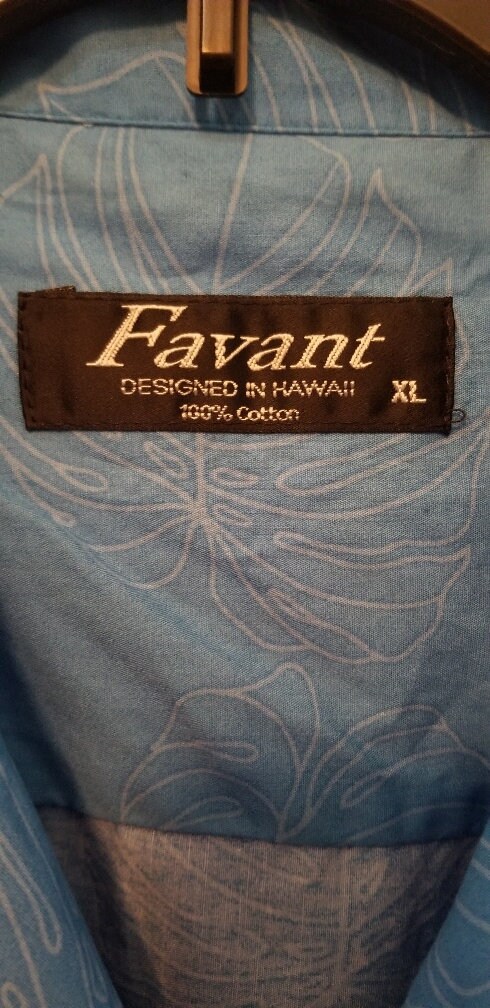 Favant
DESIGNED IN HAWAII
XL
100% Cotton